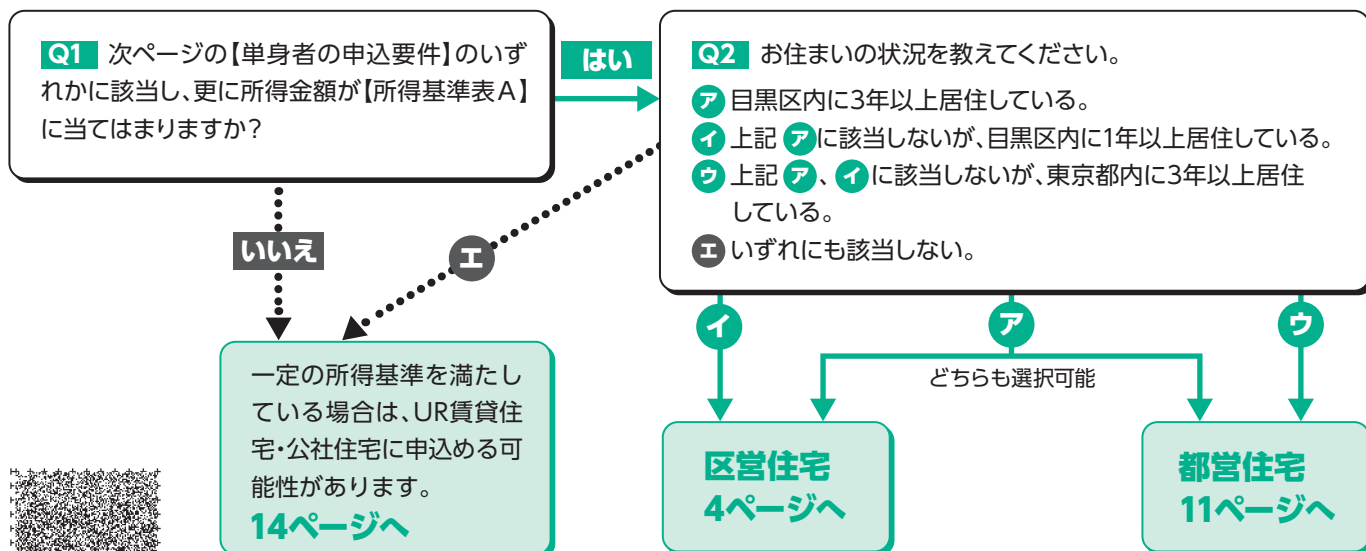 Q1 次ページの【単身者の申込要件】のいず
れかに該当し、更に所得金額が【所得基準表A】
に当てはまりますか？
はい
Q2 お住まいの状況を教えてください。
ア 目黒区内に3年以上居住している。
イ 上記 ア に該当しないが、目黒区内に1年以上居住している。
ウ 上記 ア、イ に該当しないが、東京都内に3年以上居住
している。
エ いずれにも該当しない。
いいえ
エ
イ
ア
ウ
どちらも選択可能
一定の所得基準を満たし
ている場合は、UR賃貸住
宅・公社住宅に申込める可
能性があります。
14ページへ
区営住宅
4ページへ
都営住宅
11ページへ